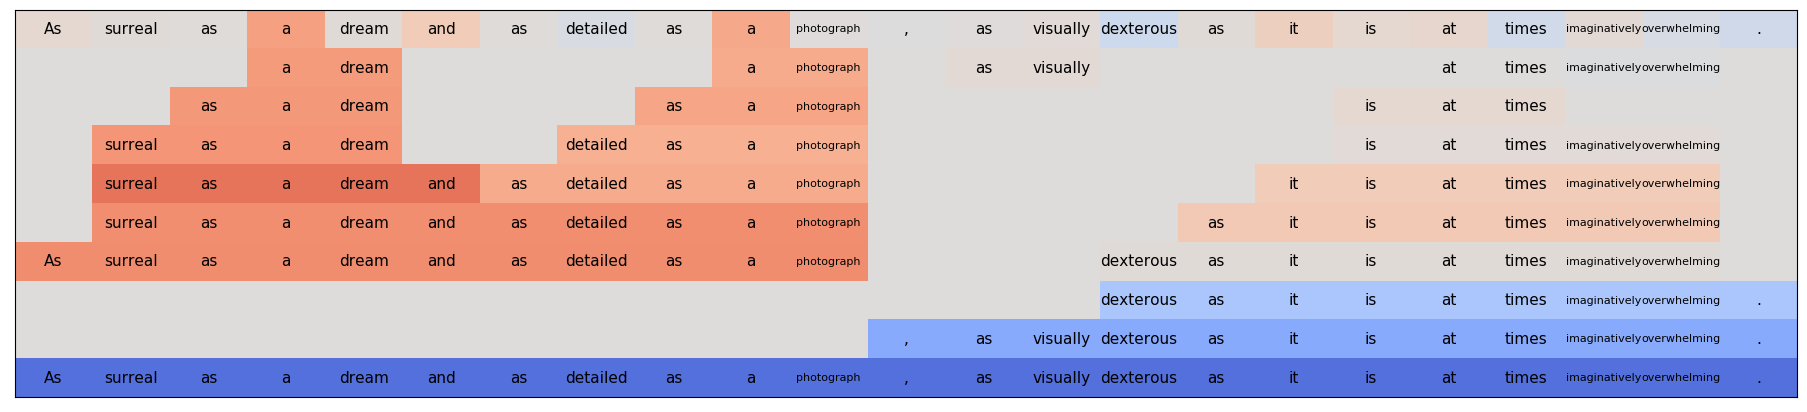 As surreal as a dream and as detailed as a photograph , as visually dexterous as it is at times imaginatively overwhelming .
a dream a photograph as visually at times imaginatively overwhelming
as a dream as a photograph is at times
surreal as a dream detailed as a photograph is at times imaginatively overwhelming
surreal as a dream and as detailed as a photograph it is at times imaginatively overwhelming
surreal as a dream and as detailed as a photograph as it is at times imaginatively overwhelming
As surreal as a dream and as detailed as a photograph dexterous as it is at times imaginatively overwhelming
dexterous as it is at times imaginatively overwhelming .
, as visually dexterous as it is at times imaginatively overwhelming .
As surreal as a dream and as detailed as a photograph , as visually dexterous as it is at times imaginatively overwhelming .